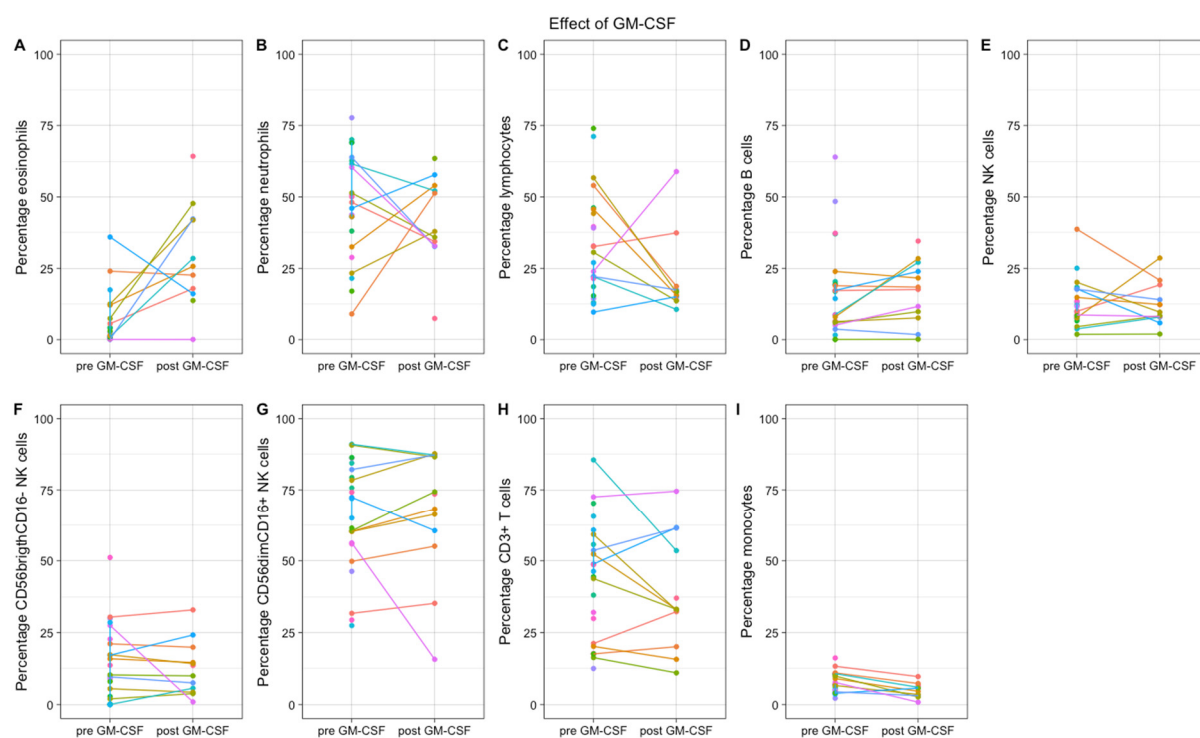 Effect of GM-CSF
A
Percentage eosinophils
100
75
50
25
0
pre GM-CSF
post GM-CSF
B
Percentage neutrophils
100
75
50
25
0
pre GM-CSF
post GM-CSF
C
Percentage lymphocytes
100
75
50
25
0
pre GM-CSF
post GM-CSF
D
Percentage B cells
100
75
50
25
0
pre GM-CSF
post GM-CSF
E
Percentage NK cells
100
75
50
25
0
pre GM-CSF
post GM-CSF
F
Percentage CD56brigthCD16- NK cells
100
75
50
25
0
pre GM-CSF
post GM-CSF
G
Percentage CD56dimCD16+ NK cells
100
75
50
25
0
pre GM-CSF
post GM-CSF
H
Percentage CD3+ T cells
100
75
50
25
0
pre GM-CSF
post GM-CSF
I
Percentage monocytes
100
75
50
25
0
pre GM-CSF
post GM-CSF